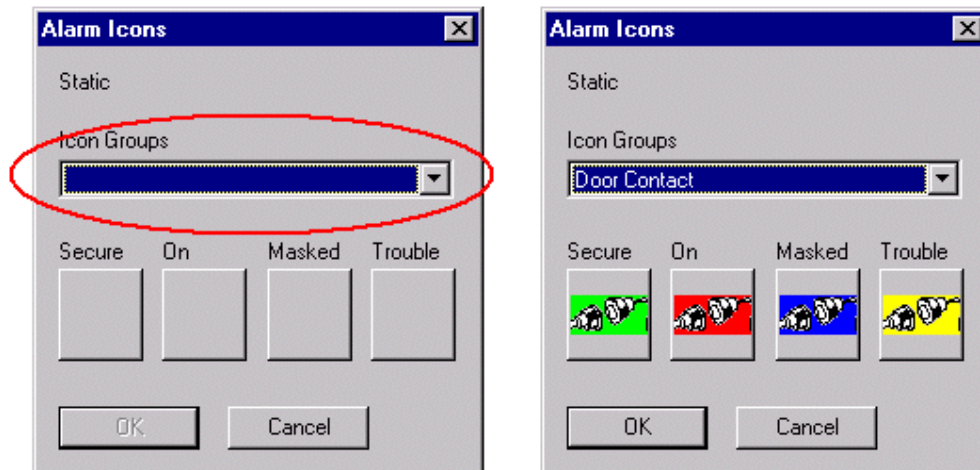 Alarm Icons
Static
Icon Groups
Secure On Masked Trouble
OK Cancel
Alarm Icons
Static
Icon Groups
Door Contact
Secure On Masked Trouble
OK Cancel